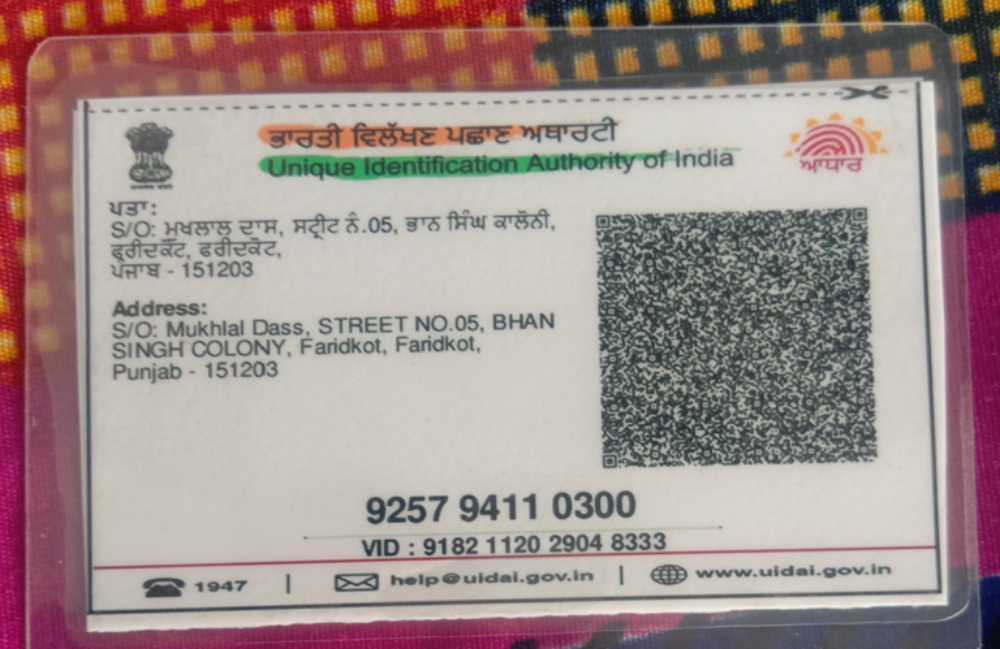 ਭਾਰਤੀ ਵਿਲੱਖਣ ਪਛਾਣ ਅਥਾਰਟੀ
Unique Identification Authority of India
ਆਧਾਰ
ਪਤਾ:
S/O: ਮੁਖਲਾਲ ਦਾਸ, ਸਟ੍ਰੀਟ ਨੰ.05, ਭਾਨ ਸਿੰਘ ਕਾਲੋਨੀ,
ਫ੍ਰੀਦਕੋਟ, ਫਰੀਦਕੋਟ,
ਪੰਜਾਬ - 151203
Address:
S/O: Mukhlal Dass, STREET NO.05, BHAN
SINGH COLONY, Faridkot, Faridkot,
Punjab - 151203
9257 9411 0300
VID : 9182 1120 2904 8333
1947 | help@uidai.gov.in | www.uidai.gov.in